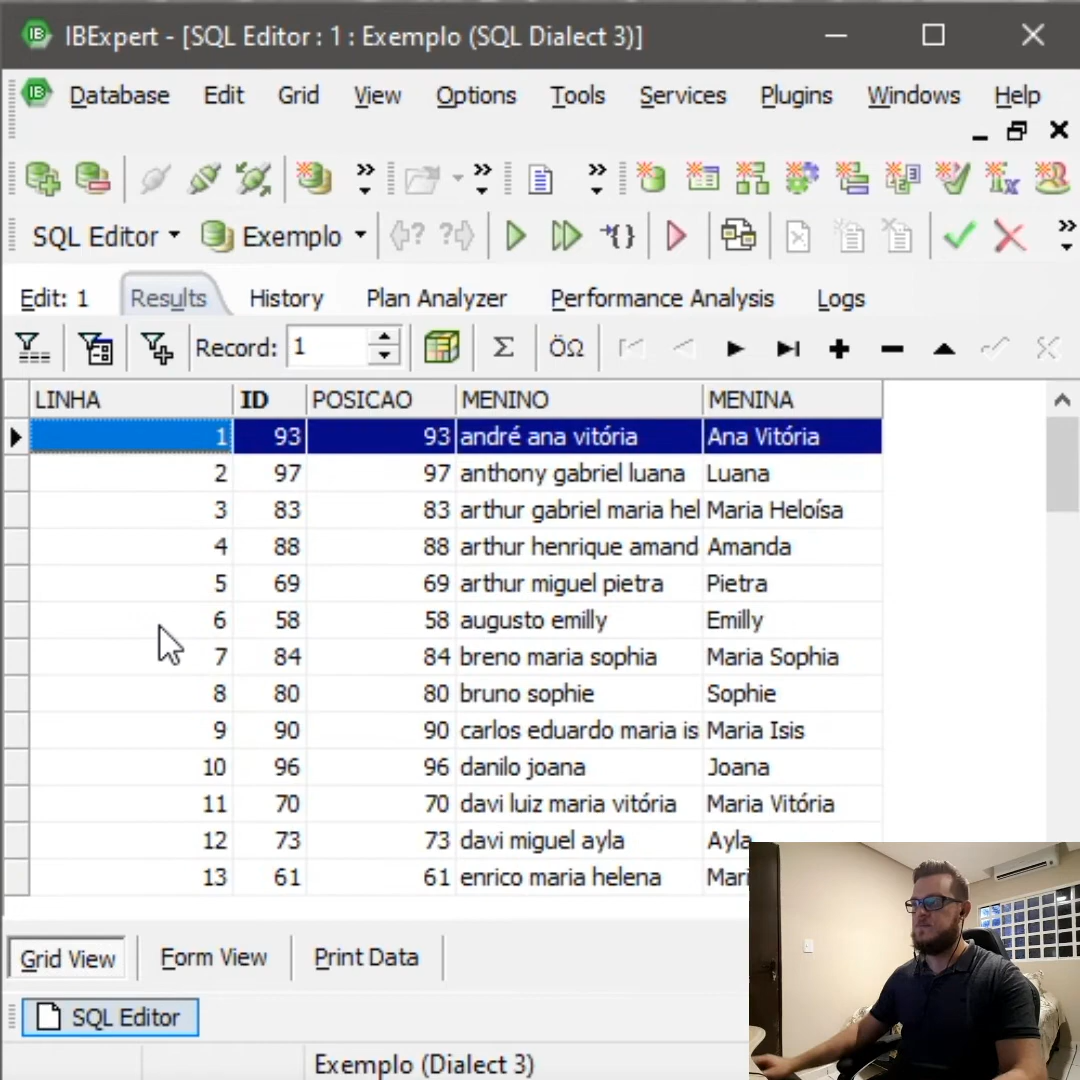 IBExpert - [SQL Editor : 1 : Exemplo (SQL Dialect 3)]
Database Edit Grid View Options Tools Services Plugins Windows Help
SQL Editor Exemplo
Edit: 1 Results History Plan Analyzer Performance Analysis Logs
Record: 1 Σ ÖΩ
LINHA ID POSICAO MENINO MENINA
1 93 93 andré ana vitória Ana Vitória
2 97 97 anthony gabriel luana Luana
3 83 83 arthur gabriel maria hel Maria Heloísa
4 88 88 arthur henrique amand Amanda
5 69 69 arthur miguel pietra Pietra
6 58 58 augusto emilly Emilly
7 84 84 breno maria sophia Maria Sophia
8 80 80 bruno sophie Sophie
9 90 90 carlos eduardo maria is Maria Isis
10 96 96 danilo joana Joana
11 70 70 davi luiz maria vitória Maria Vitória
12 73 73 davi miguel ayla Ayla
13 61 61 enrico maria helena Mari
Grid View Form View Print Data
SQL Editor
Exemplo (Dialect 3)